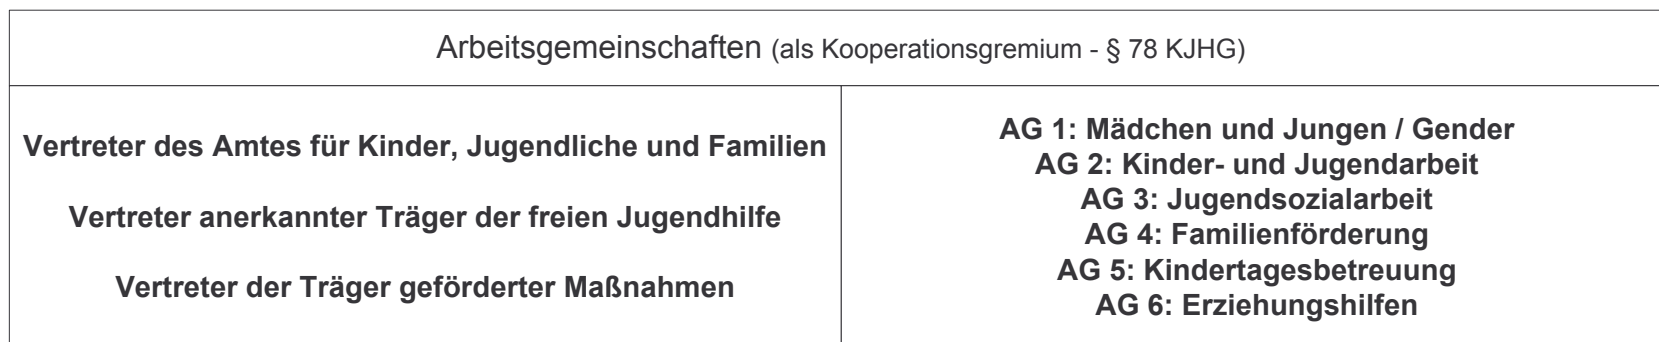 Arbeitsgemeinschaften (als Kooperationsgremium - § 78 KJHG)
Vertreter des Amtes für Kinder, Jugendliche und Familien
Vertreter anerkannter Träger der freien Jugendhilfe
Vertreter der Träger geförderter Maßnahmen
AG 1: Mädchen und Jungen / Gender
AG 2: Kinder- und Jugendarbeit
AG 3: Jugendsozialarbeit
AG 4: Familienförderung
AG 5: Kindertagesbetreuung
AG 6: Erziehungshilfen